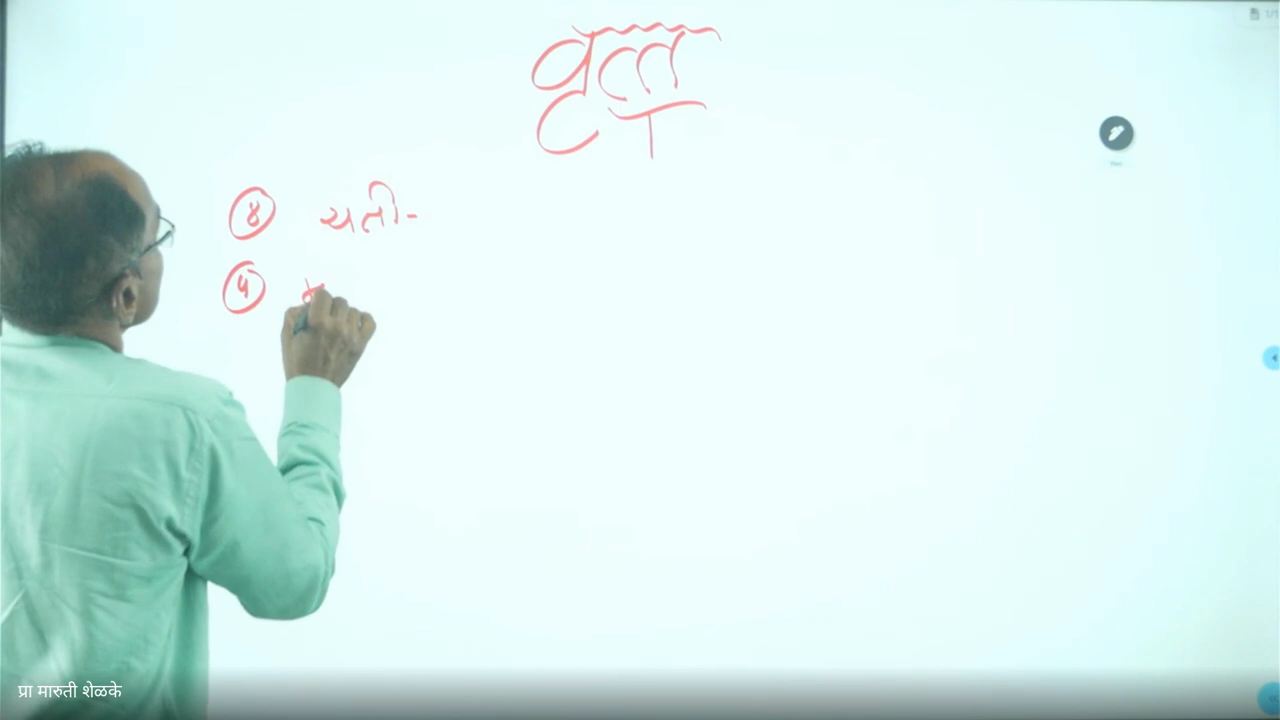 वृत्त
४ यती-
५
प्रा मारुती शेळके